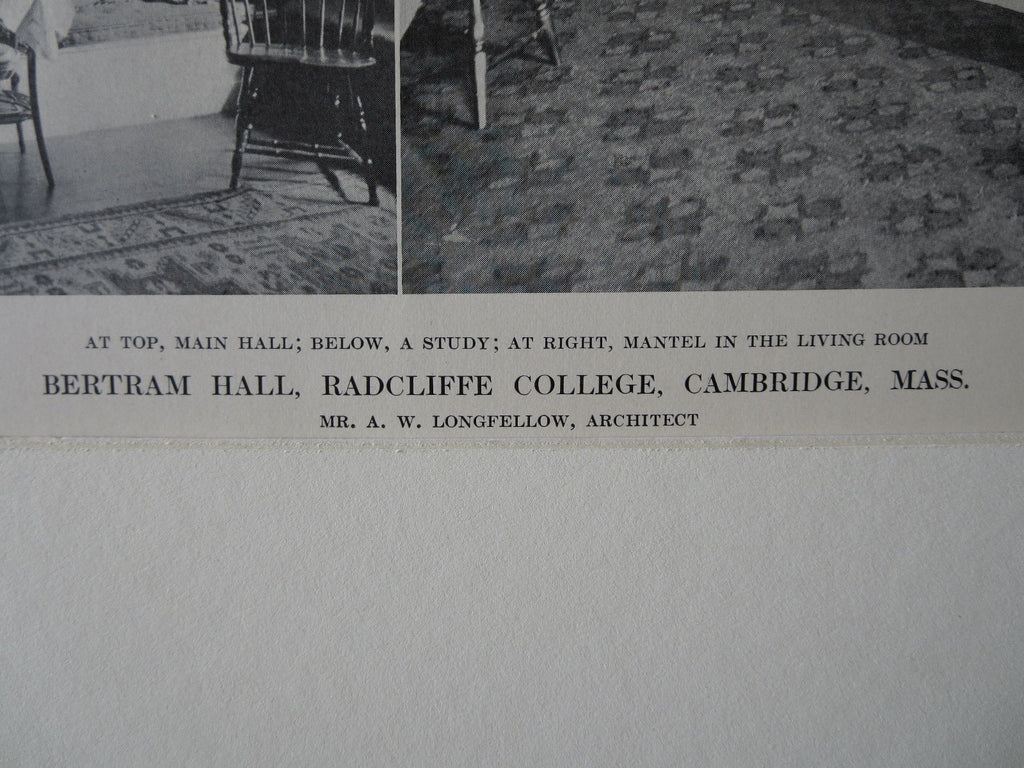 AT TOP, MAIN HALL; BELOW, A STUDY; AT RIGHT, MANTEL IN THE LIVING ROOM
BERTRAM HALL, RADCLIFFE COLLEGE, CAMBRIDGE, MASS.
MR. A. W. LONGFELLOW, ARCHITECT